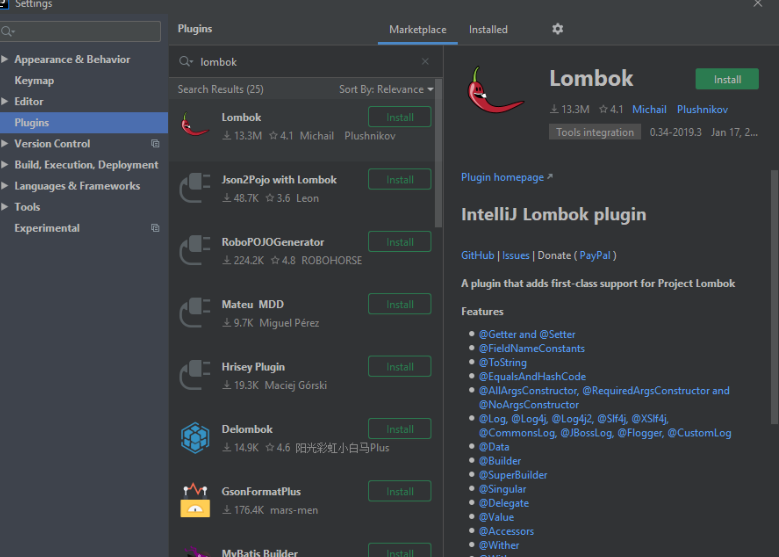 Settings
Plugins
Marketplace
Installed
Appearance & Behavior
Keymap
Editor
Plugins
Version Control
Build, Execution, Deployment
Languages & Frameworks
Tools
Experimental
lombok
Search Results (25)
Sort By: Relevance
Lombok
Install
13.3M 4.1 Michail Plushnikov
Json2Pojo with Lombok
Install
48.7K 3.6 Leon
RoboPOJOGenerator
Install
224.2K 4.8 ROBOHORSE
Mateu MDD
Install
9.7K Miguel Pérez
Hrisey Plugin
Install
19.3K Maciej Górski
Delombok
Install
14.9K 4.6 阳光彩虹小白马Plus
GsonFormatPlus
Install
176.4K mars-men
MyBatis Builder
Install
Lombok
Install
13.3M 4.1 Michail Plushnikov
Tools integration 0.34-2019.3 Jan 17, 2...
Plugin homepage
IntelliJ Lombok plugin
GitHub | Issues | Donate ( PayPal )
A plugin that adds first-class support for Project Lombok
Features
@Getter and @Setter
@FieldNameConstants
@ToString
@EqualsAndHashCode
@AllArgsConstructor, @RequiredArgsConstructor and
@NoArgsConstructor
@Log, @Log4j, @Log4j2, @Slf4j, @XSlf4j,
@CommonsLog, @JBossLog, @Flogger, @CustomLog
@Data
@Builder
@SuperBuilder
@Singular
@Delegate
@Value
@Accessors
@Wither
@With